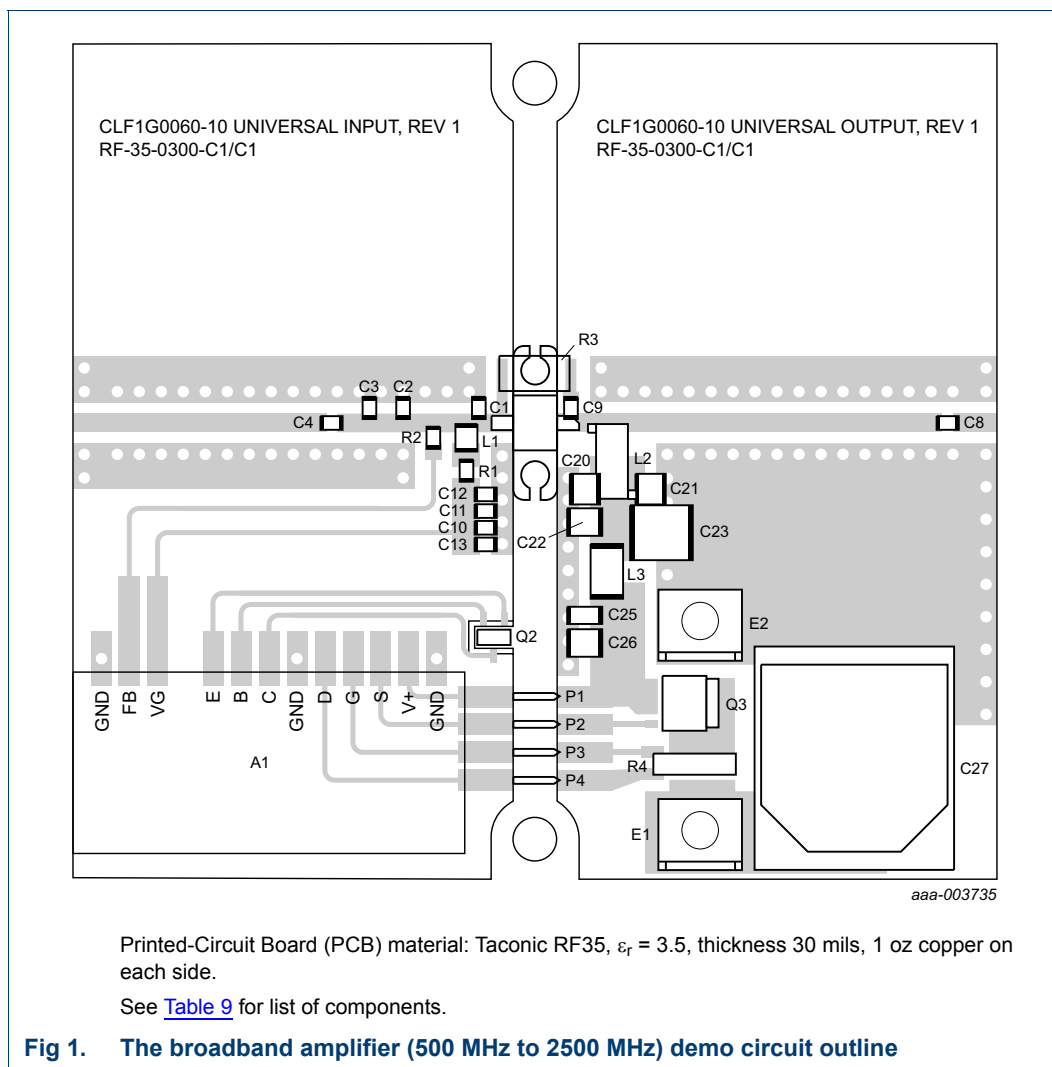 CLF1G0060-10 UNIVERSAL INPUT, REV 1
RF-35-0300-C1/C1
CLF1G0060-10 UNIVERSAL OUTPUT, REV 1
RF-35-0300-C1/C1
R3
C3
C2
C1
C9
C4
C8
R2
L1
R1
C20
L2
C12
C11
C10
C13
C21
C22
C23
L3
C25
C26
Q2
E2
GND
FB
VG
E
B
C
GND
D
G
S
V+
GND
A1
P1
P2
P3
P4
Q3
R4
C27
E1
aaa-003735
Printed-Circuit Board (PCB) material: Taconic RF35, εr = 3.5, thickness 30 mils, 1 oz copper on
each side.
See Table 9 for list of components.
Fig 1. The broadband amplifier (500 MHz to 2500 MHz) demo circuit outline